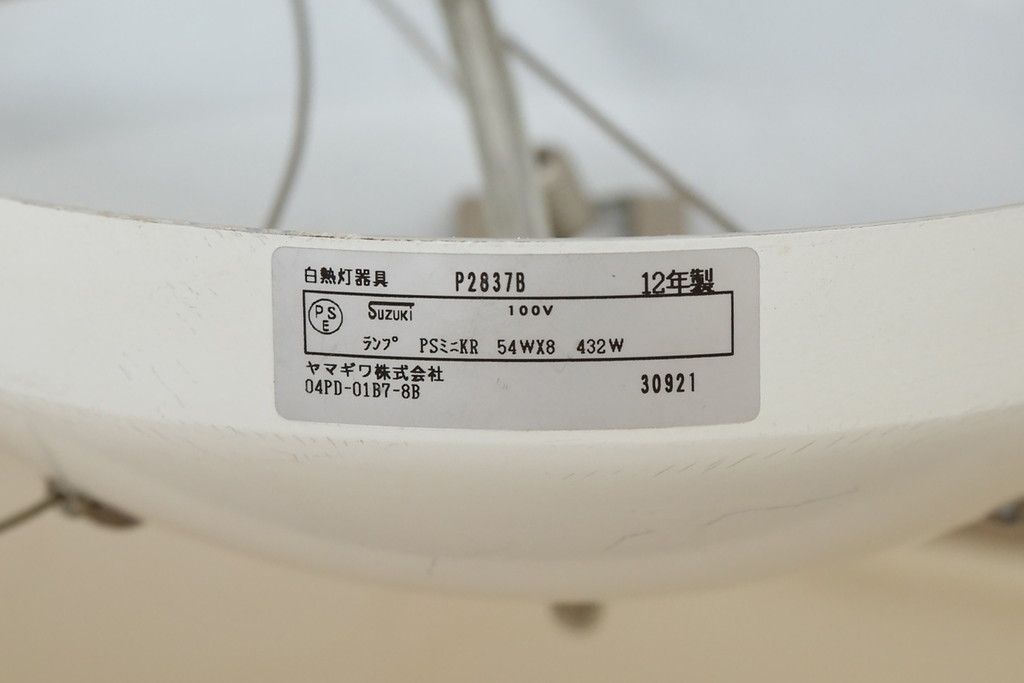 白熱灯器具 P2837B 12年製
PSE SUZUKI 100V
ランプ PSミニKR 54WX8 432W
ヤマギワ株式会社
04PD-01B7-8B 30921